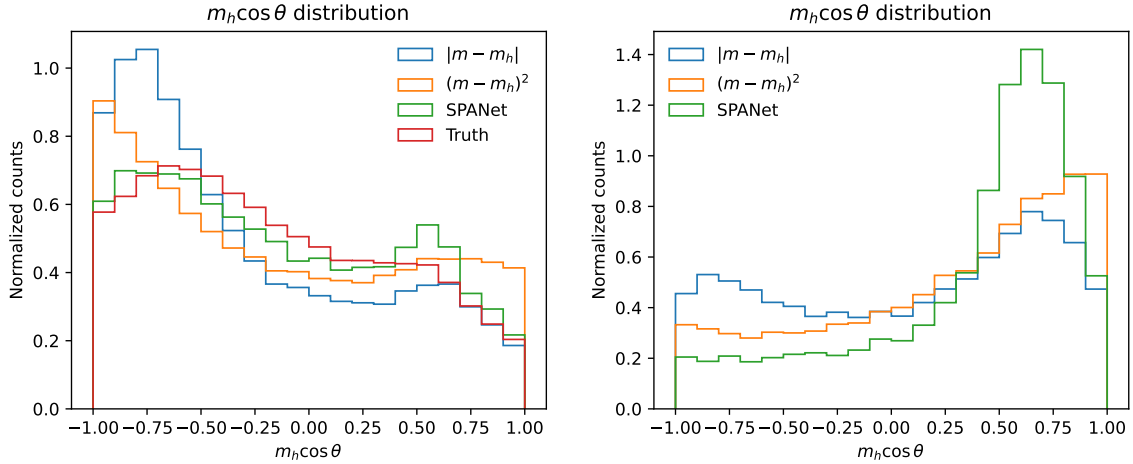 m_h cos θ distribution
|m − m_h|
(m − m_h)²
SPANet
Truth
Normalized counts
1.0
0.8
0.6
0.4
0.2
0.0
−1.00 −0.75 −0.50 −0.25 0.00 0.25 0.50 0.75 1.00
m_h cos θ
m_h cos θ distribution
|m − m_h|
(m − m_h)²
SPANet
Normalized counts
1.4
1.2
1.0
0.8
0.6
0.4
0.2
0.0
−1.00 −0.75 −0.50 −0.25 0.00 0.25 0.50 0.75 1.00
m_h cos θ